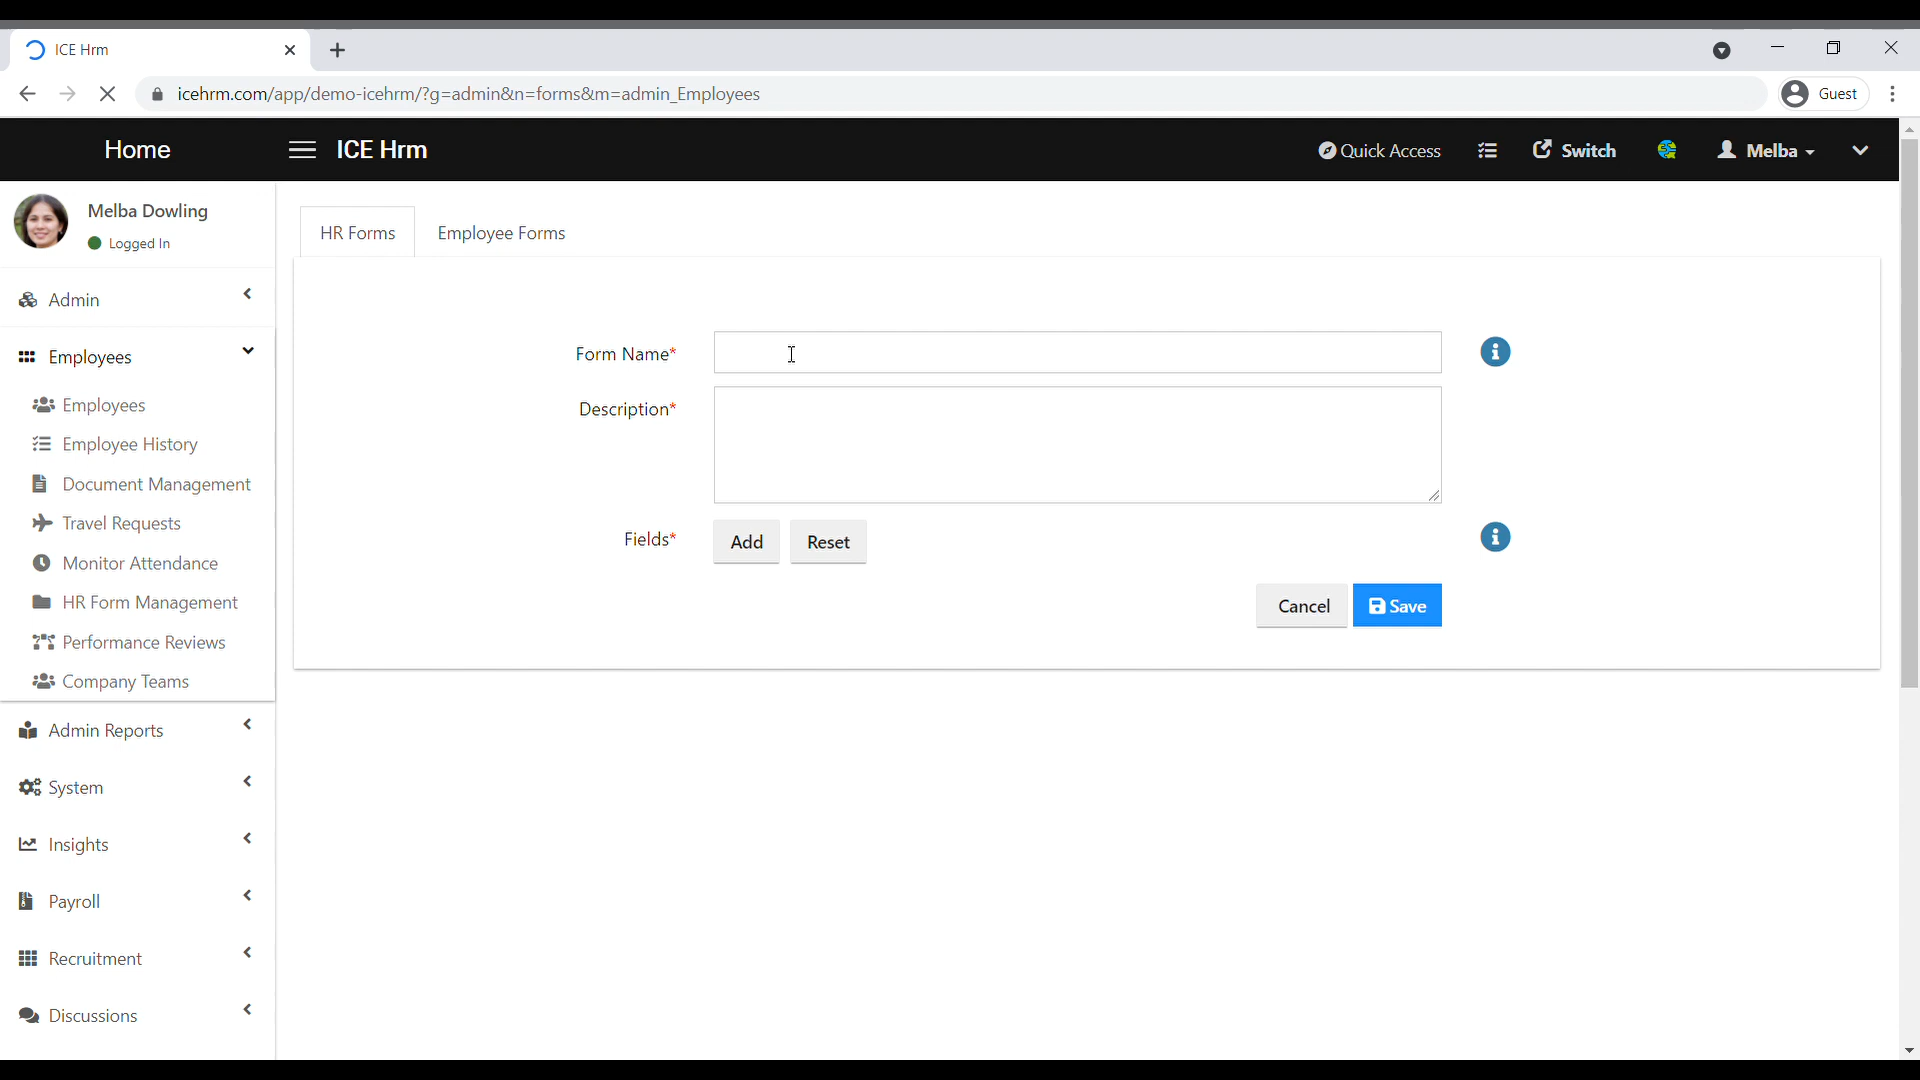 ICE Hrm
icehrm.com/app/demo-icehrm/?g=admin&n=forms&m=admin_Employees
Guest
Home
ICE Hrm
Quick Access
Switch
Melba
Melba Dowling
Logged In
Admin
Employees
Employees
Employee History
Document Management
Travel Requests
Monitor Attendance
HR Form Management
Performance Reviews
Company Teams
Admin Reports
System
Insights
Payroll
Recruitment
Discussions
HR Forms
Employee Forms
Form Name*
Description*
Fields*
Add
Reset
Cancel
Save